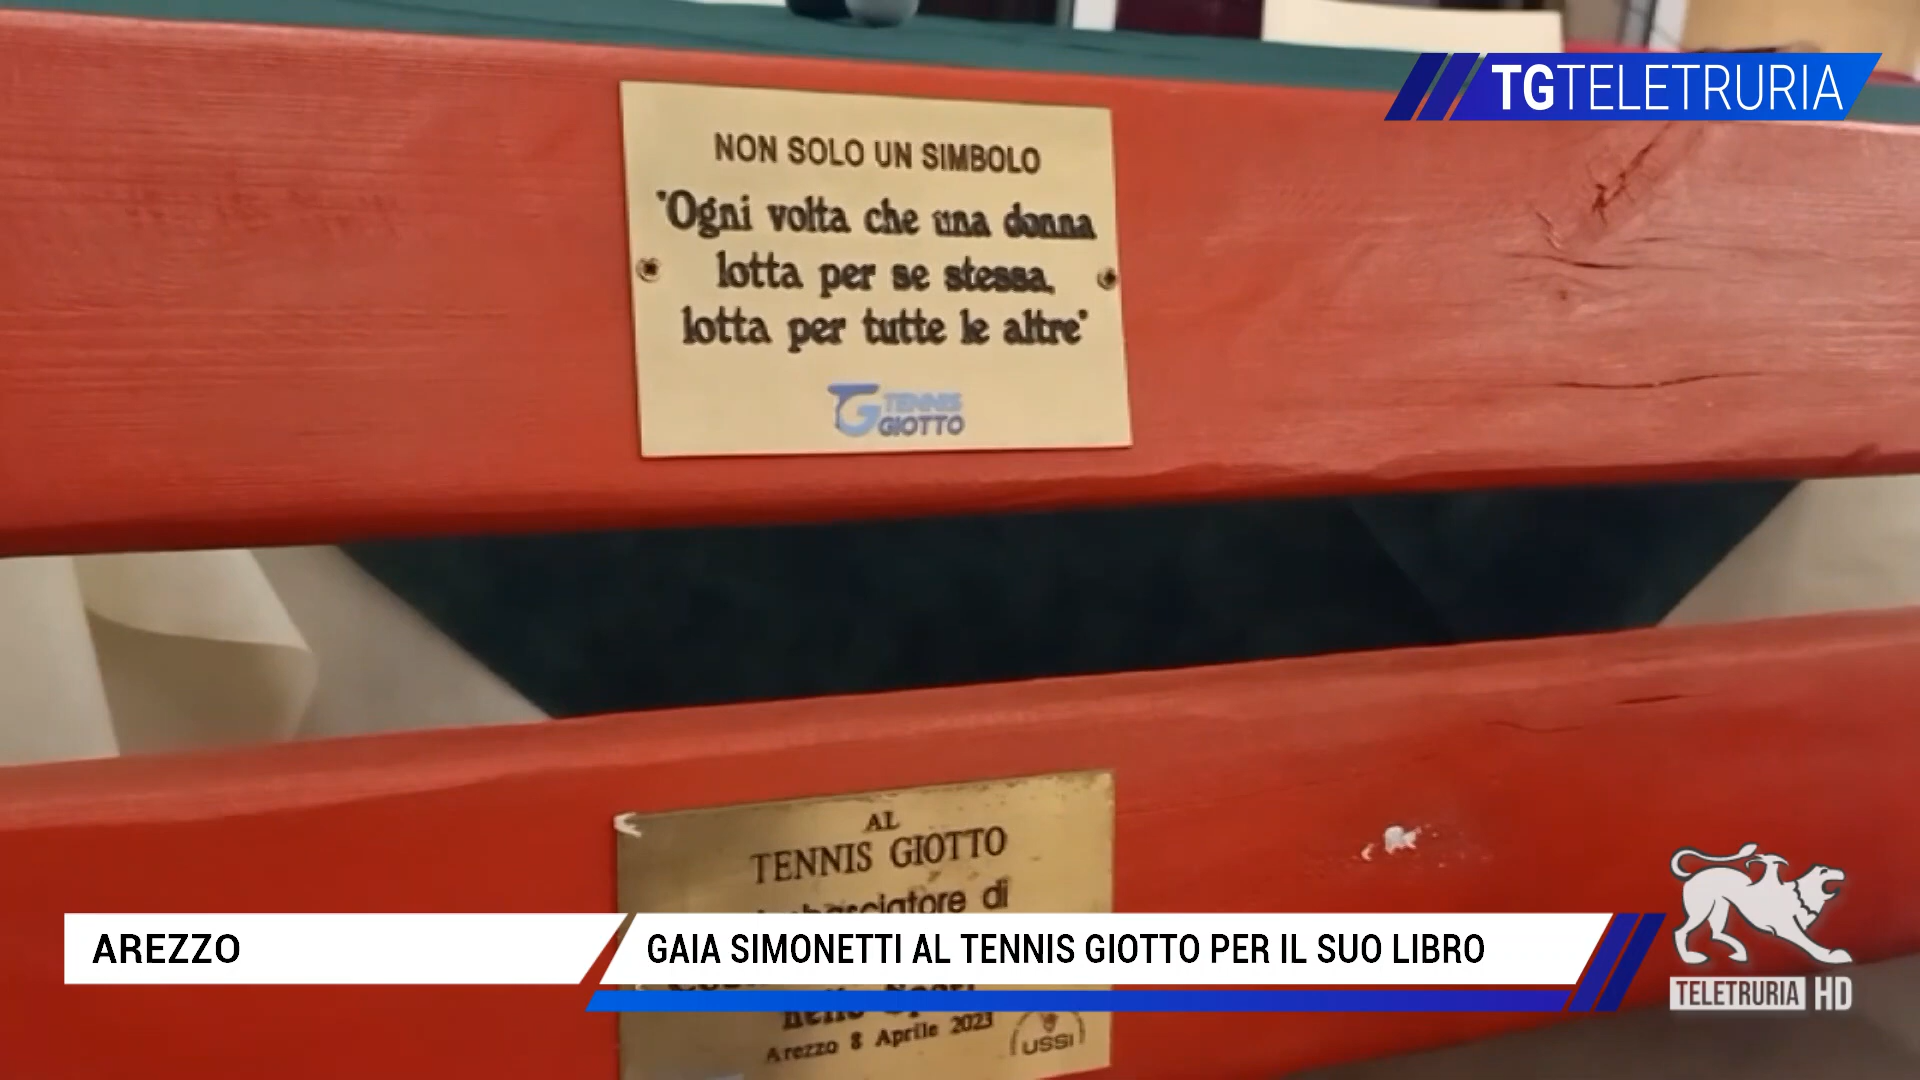 TGTELETRURIA
NON SOLO UN SIMBOLO
"Ogni volta che una donna
lotta per se stessa,
lotta per tutte le altre"
TG TENNIS
GIOTTO
AL
TENNIS GIOTTO
di
AREZZO
GAIA SIMONETTI AL TENNIS GIOTTO PER IL SUO LIBRO
Arezzo 8 Aprile 2023
USSI
TELETRURIA HD